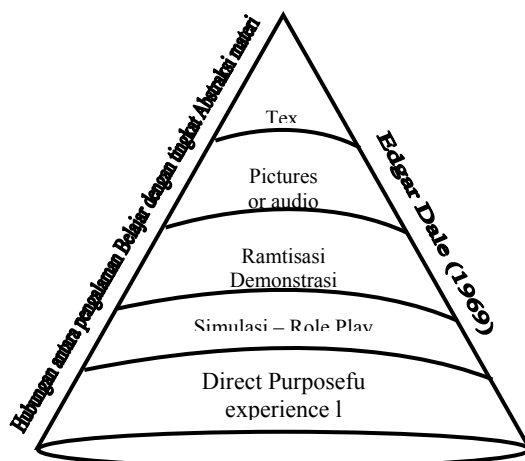 Hubungan antara pengalaman Belajar dengan tingkat Abstraksi materi
Tex
Pictures
or audio
Ramtisasi
Demonstrasi
Simulasi – Role Play
Direct Purposefu
experience l
Edgar Dale (1969)